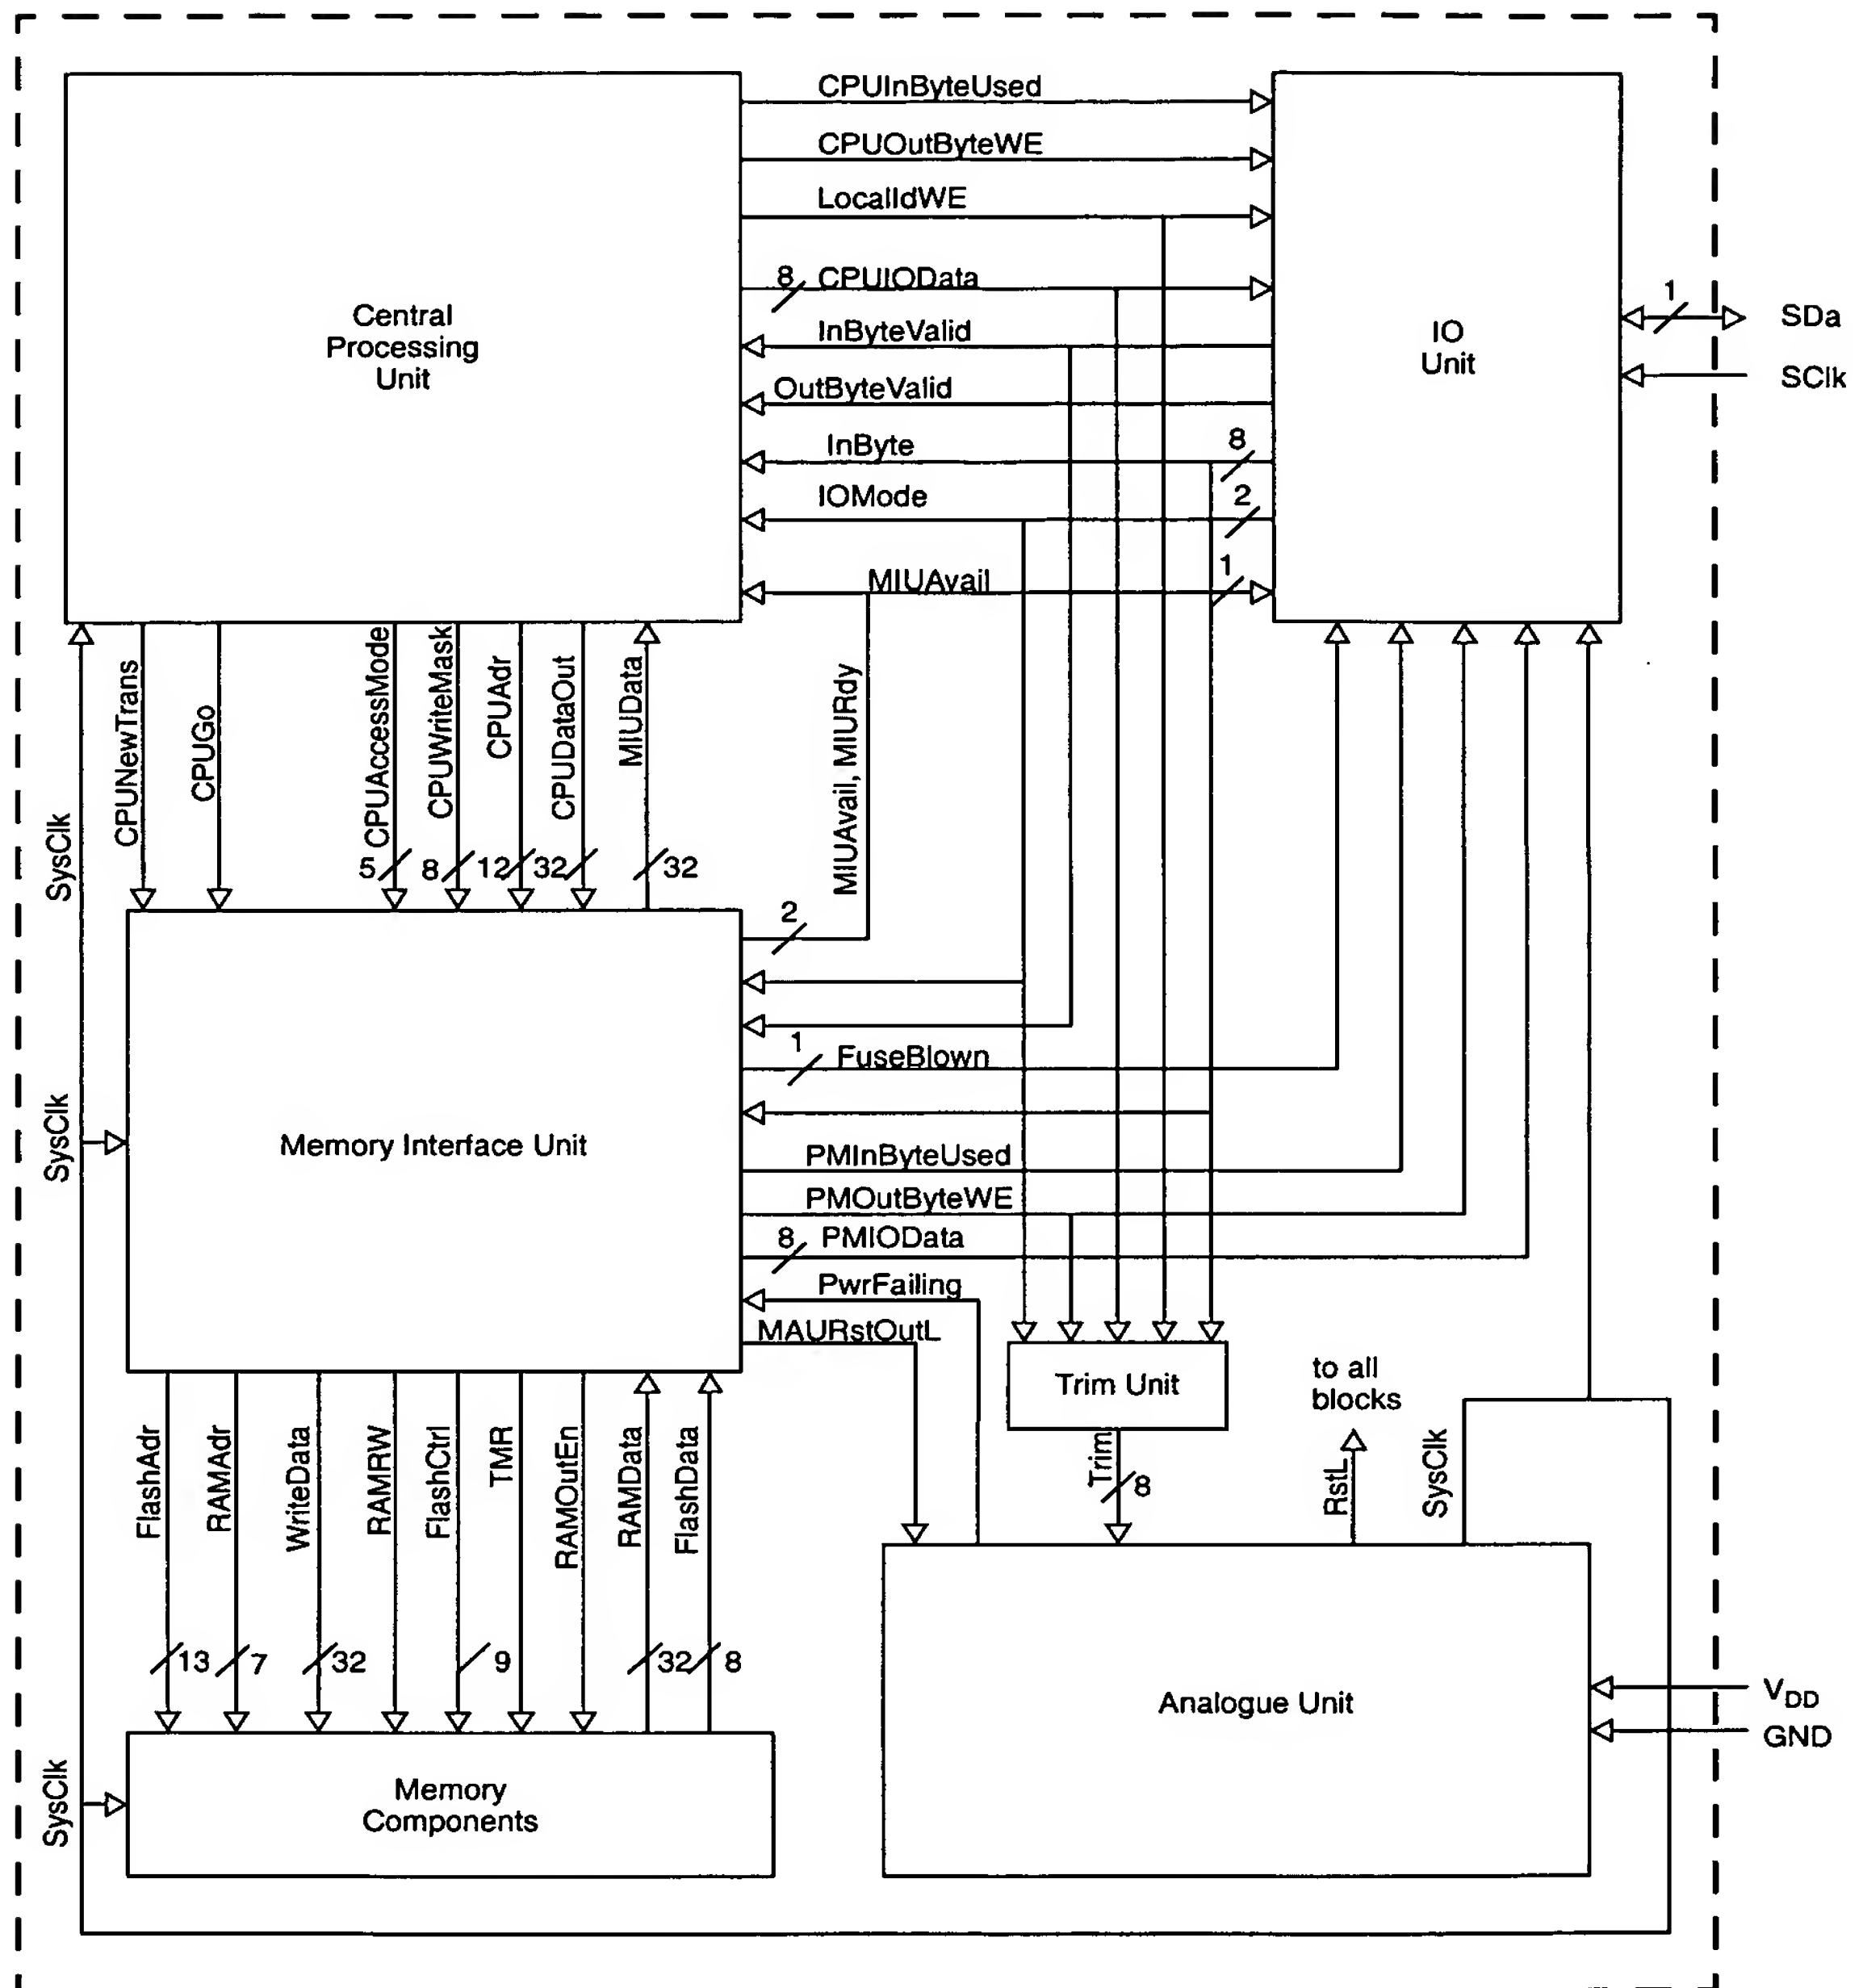 CPUInByteUsed
CPUOutByteWE
LocalIdWE
8 CPUIOData
InByteValid
OutByteValid
InByte 8
IOMode 2
MIUAvail 1
Central
Processing
Unit
IO
Unit
1 SDa
SClk
SysClk
CPUNewTrans
CPUGo
CPUAccessMode
5
CPUWriteMask
8
CPUAdr
12
CPUDataOut
32
MIUData
32
MIUAvail, MIURdy
2
SysClk
Memory Interface Unit
1 FuseBlown
PMInByteUsed
PMOutByteWE
8 PMIOData
PwrFailing
MAURstOutL
Trim Unit
to all
blocks
Trim
8
RstL
SysClk
FlashAdr
13
RAMAdr
7
WriteData
32
RAMRW
FlashCtrl
9
TMR
RAMOutEn
RAMData
32
FlashData
8
Analogue Unit
VDD
GND
SysClk
Memory
Components